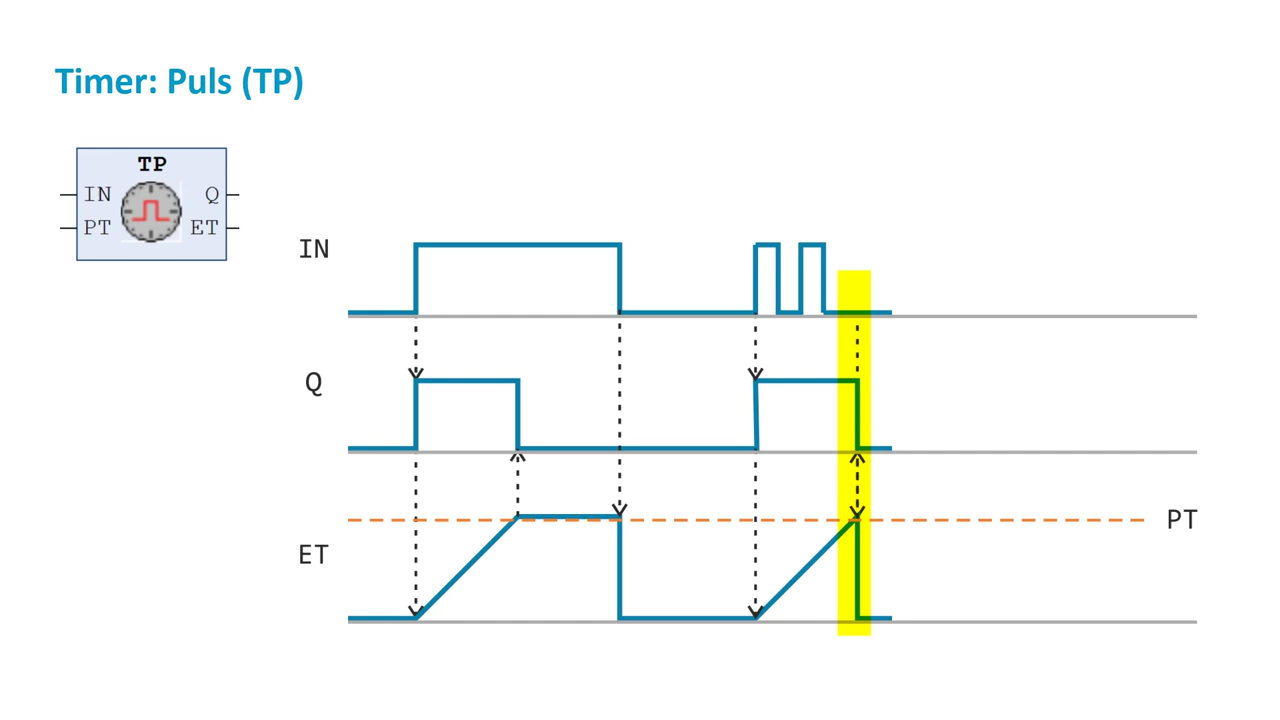 Timer: Puls (TP)
TP
IN Q
PT ET
IN
Q
PT
ET